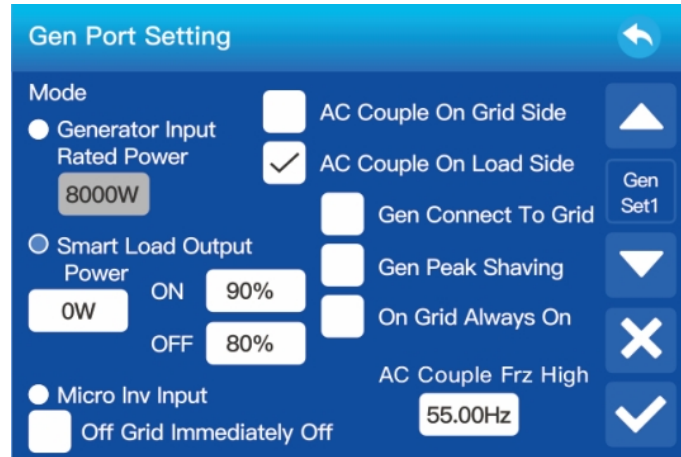 Gen Port Setting
Mode
Generator Input
Rated Power
8000W
Smart Load Output
Power
0W
ON 90%
OFF 80%
Micro Inv Input
Off Grid Immediately Off
AC Couple On Grid Side
AC Couple On Load Side
Gen Connect To Grid
Gen Peak Shaving
On Grid Always On
AC Couple Frz High
55.00Hz
Gen
Set1